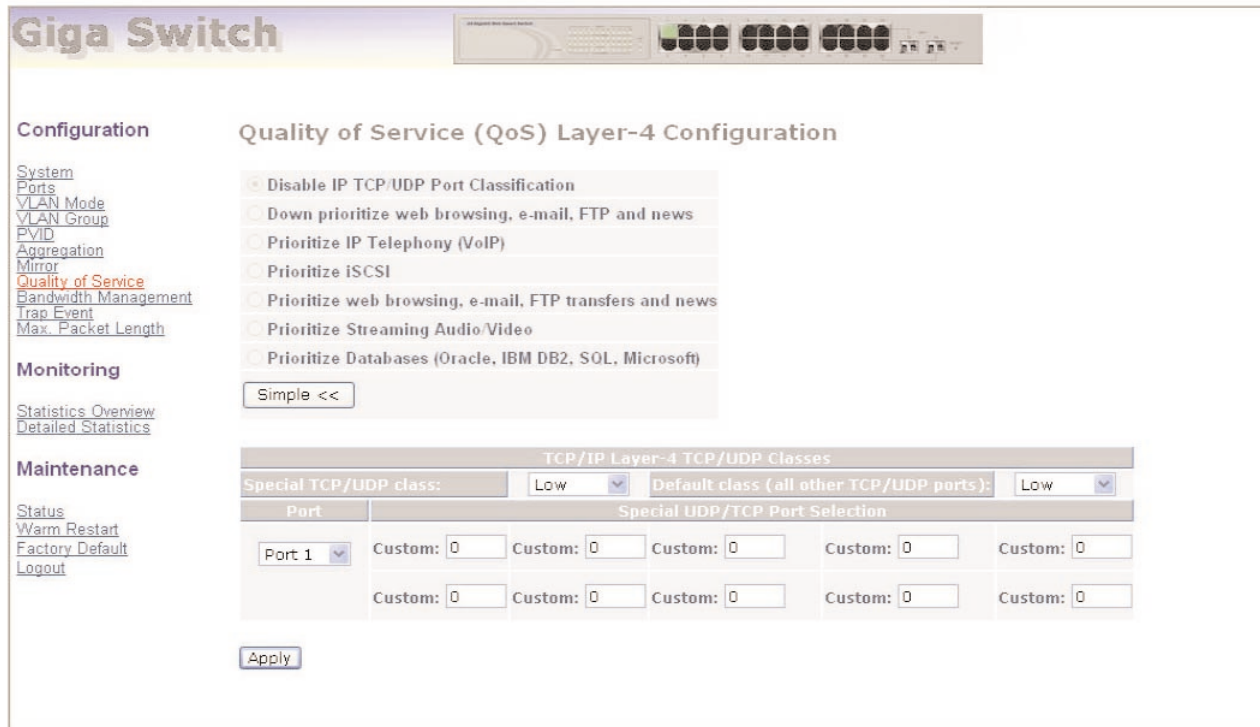 Giga Switch
Configuration
System
Ports
VLAN Mode
VLAN Group
PVID
Aggregation
Mirror
Quality of Service
Bandwidth Management
Trap Event
Max. Packet Length
Monitoring
Statistics Overview
Detailed Statistics
Maintenance
Status
Warm Restart
Factory Default
Logout
Quality of Service (QoS) Layer-4 Configuration
Disable IP TCP/UDP Port Classification
Down prioritize web browsing, e-mail, FTP and news
Prioritize IP Telephony (VoIP)
Prioritize iSCSI
Prioritize web browsing, e-mail, FTP transfers and news
Prioritize Streaming Audio/Video
Prioritize Databases (Oracle, IBM DB2, SQL, Microsoft)
Simple <<
TCP/IP Layer-4 TCP/UDP Classes
Special TCP/UDP class: Low Default class (all other TCP/UDP ports): Low
Port Special UDP/TCP Port Selection
Port 1 Custom: 0 Custom: 0 Custom: 0 Custom: 0 Custom: 0
Custom: 0 Custom: 0 Custom: 0 Custom: 0 Custom: 0
Apply